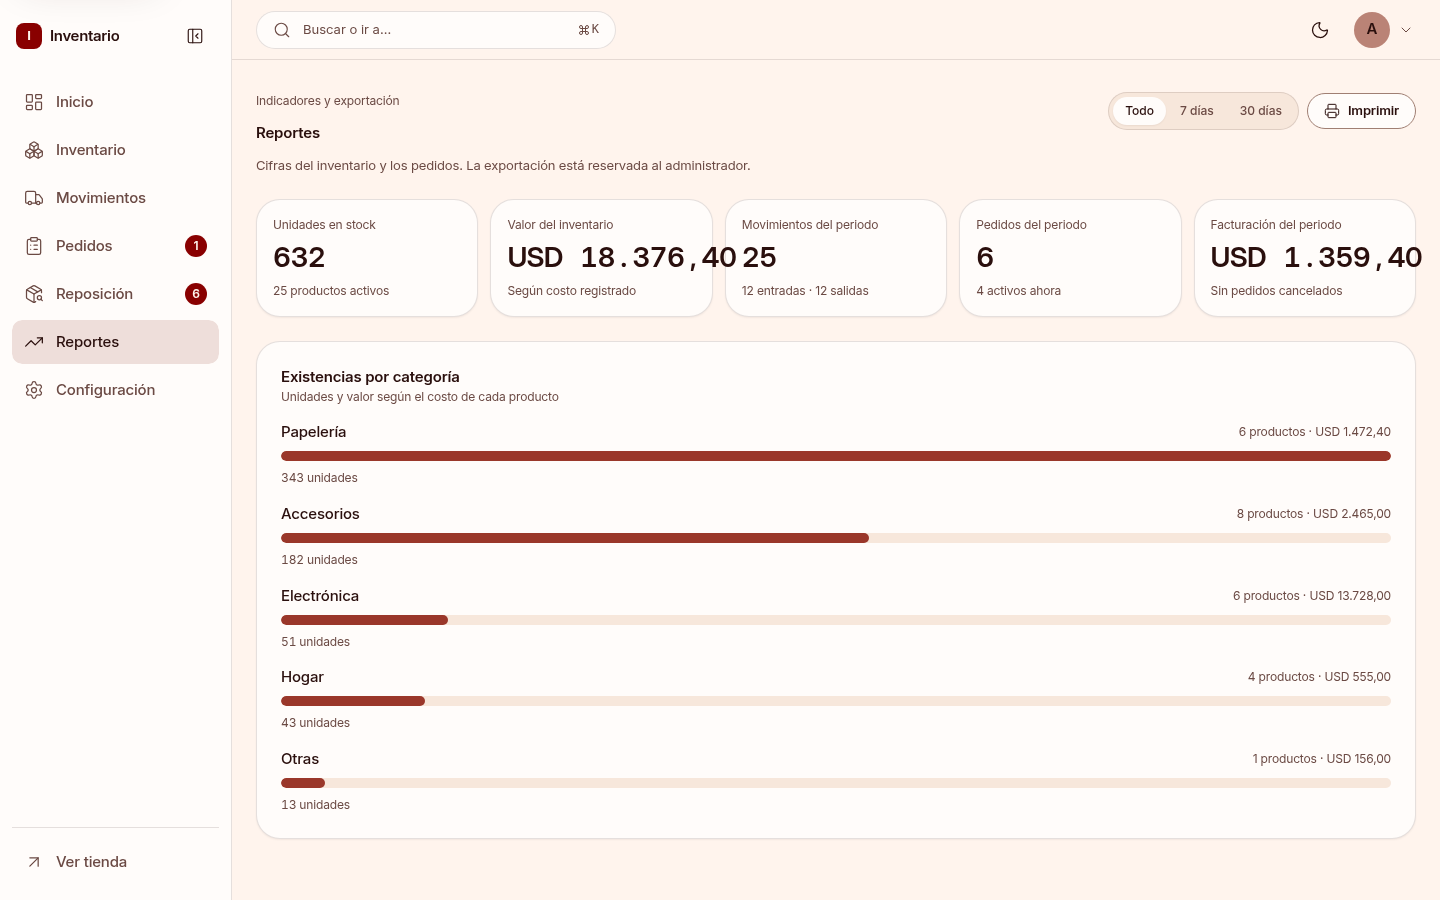 I Inventario
Buscar o ir a... ⌘K
A
Inicio
Inventario
Movimientos
Pedidos 1
Reposición 6
Reportes
Configuración
Ver tienda
Indicadores y exportación
Reportes
Cifras del inventario y los pedidos. La exportación está reservada al administrador.
Todo 7 días 30 días Imprimir
Unidades en stock
632
25 productos activos
Valor del inventario
USD 18.376,40
Según costo registrado
Movimientos del periodo
25
12 entradas · 12 salidas
Pedidos del periodo
6
4 activos ahora
Facturación del periodo
USD 1.359,40
Sin pedidos cancelados
Existencias por categoría
Unidades y valor según el costo de cada producto
Papelería 6 productos · USD 1.472,40
343 unidades
Accesorios 8 productos · USD 2.465,00
182 unidades
Electrónica 6 productos · USD 13.728,00
51 unidades
Hogar 4 productos · USD 555,00
43 unidades
Otras 1 productos · USD 156,00
13 unidades